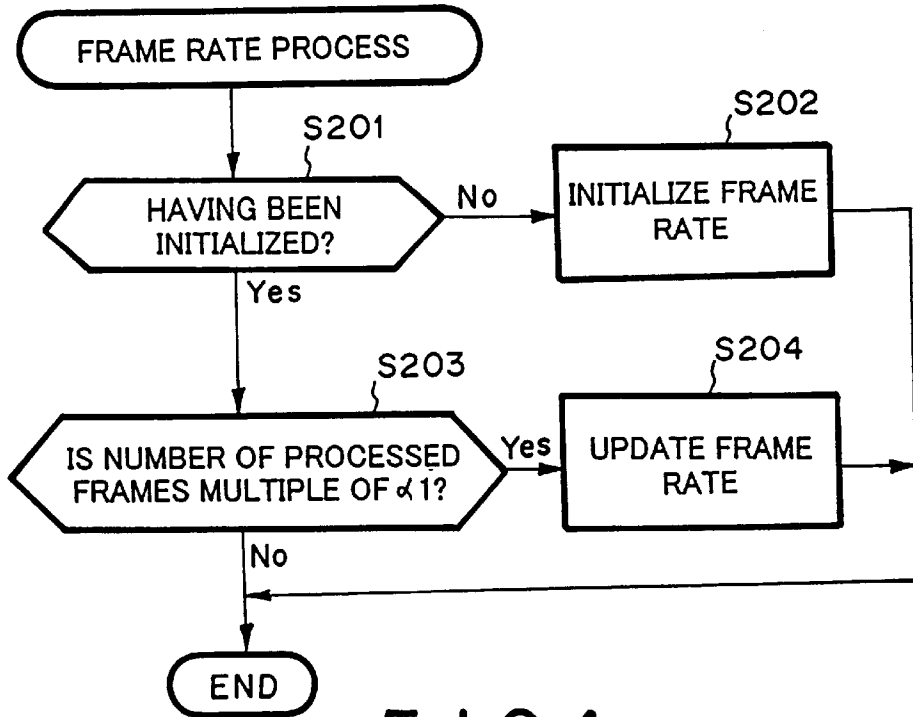 FRAME RATE PROCESS
S201
S202
HAVING BEEN
INITIALIZED?
No
INITIALIZE FRAME
RATE
Yes
S203
S204
IS NUMBER OF PROCESSED
FRAMES MULTIPLE OF α1?
Yes
UPDATE FRAME
RATE
No
END